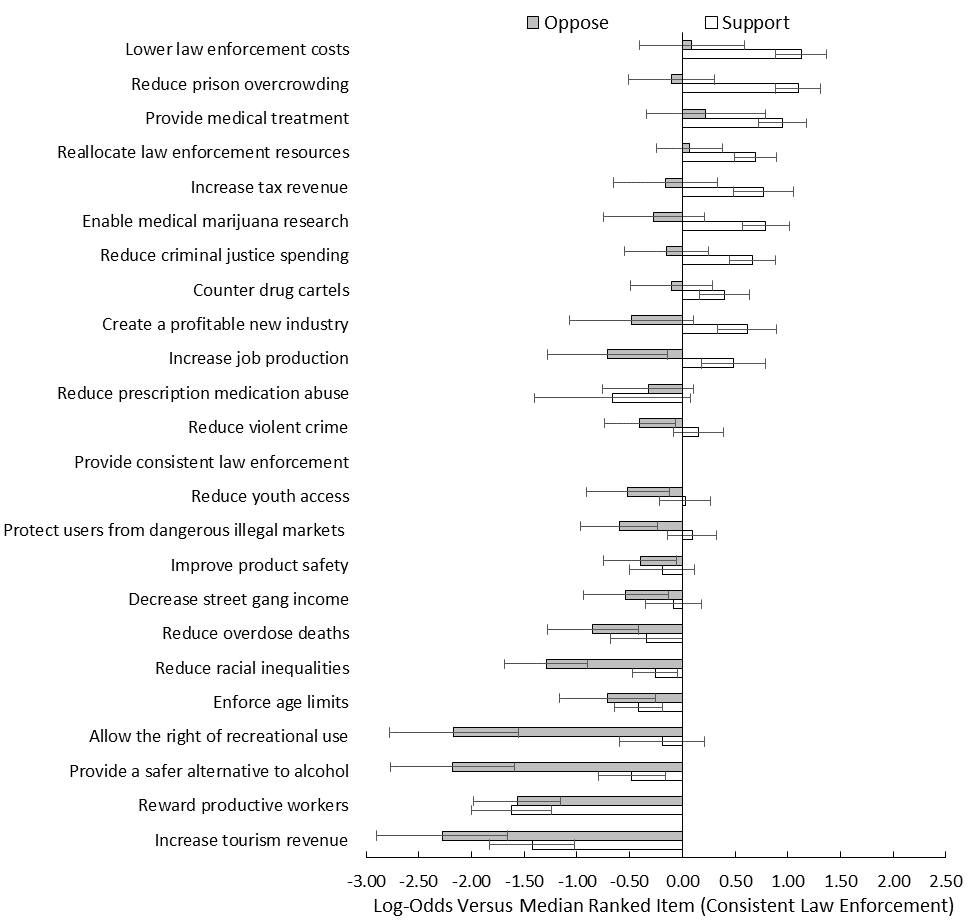 Oppose Support
Lower law enforcement costs
Reduce prison overcrowding
Provide medical treatment
Reallocate law enforcement resources
Increase tax revenue
Enable medical marijuana research
Reduce criminal justice spending
Counter drug cartels
Create a profitable new industry
Increase job production
Reduce prescription medication abuse
Reduce violent crime
Provide consistent law enforcement
Reduce youth access
Protect users from dangerous illegal markets
Improve product safety
Decrease street gang income
Reduce overdose deaths
Reduce racial inequalities
Enforce age limits
Allow the right of recreational use
Provide a safer alternative to alcohol
Reward productive workers
Increase tourism revenue
-3.00 -2.50 -2.00 -1.50 -1.00 -0.50 0.00 0.50 1.00 1.50 2.00 2.50
Log-Odds Versus Median Ranked Item (Consistent Law Enforcement)